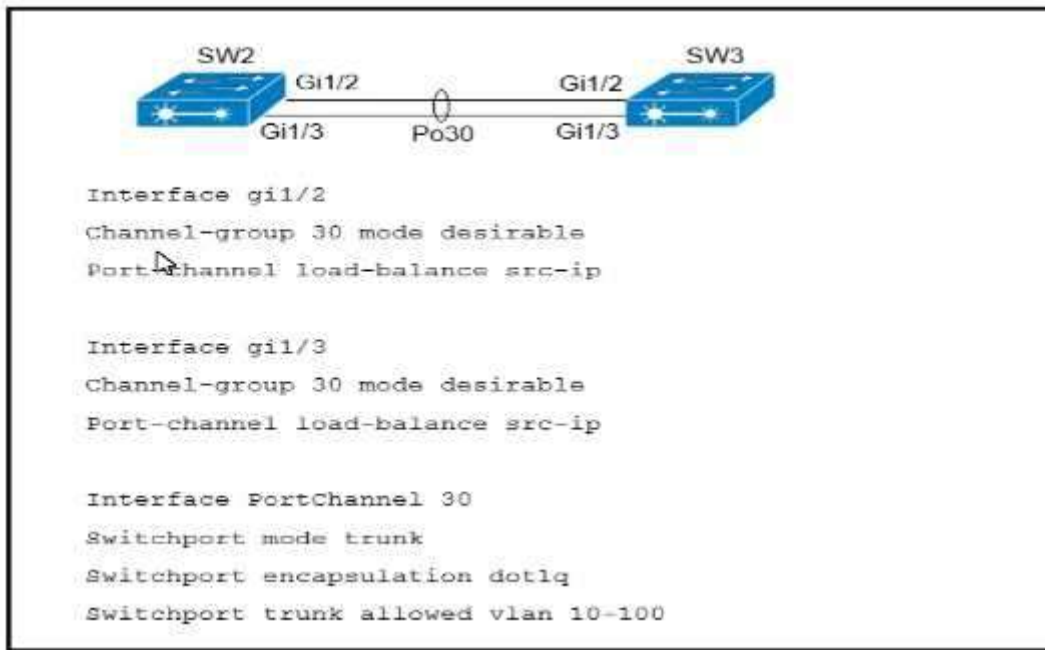 SW2 SW3
Gi1/2 Gi1/2
Gi1/3 Po30 Gi1/3
Interface gi1/2
Channel-group 30 mode desirable
Port-channel load-balance src-ip
Interface gi1/3
Channel-group 30 mode desirable
Port-channel load-balance src-ip
Interface PortChannel 30
Switchport mode trunk
Switchport encapsulation dot1q
Switchport trunk allowed vlan 10-100